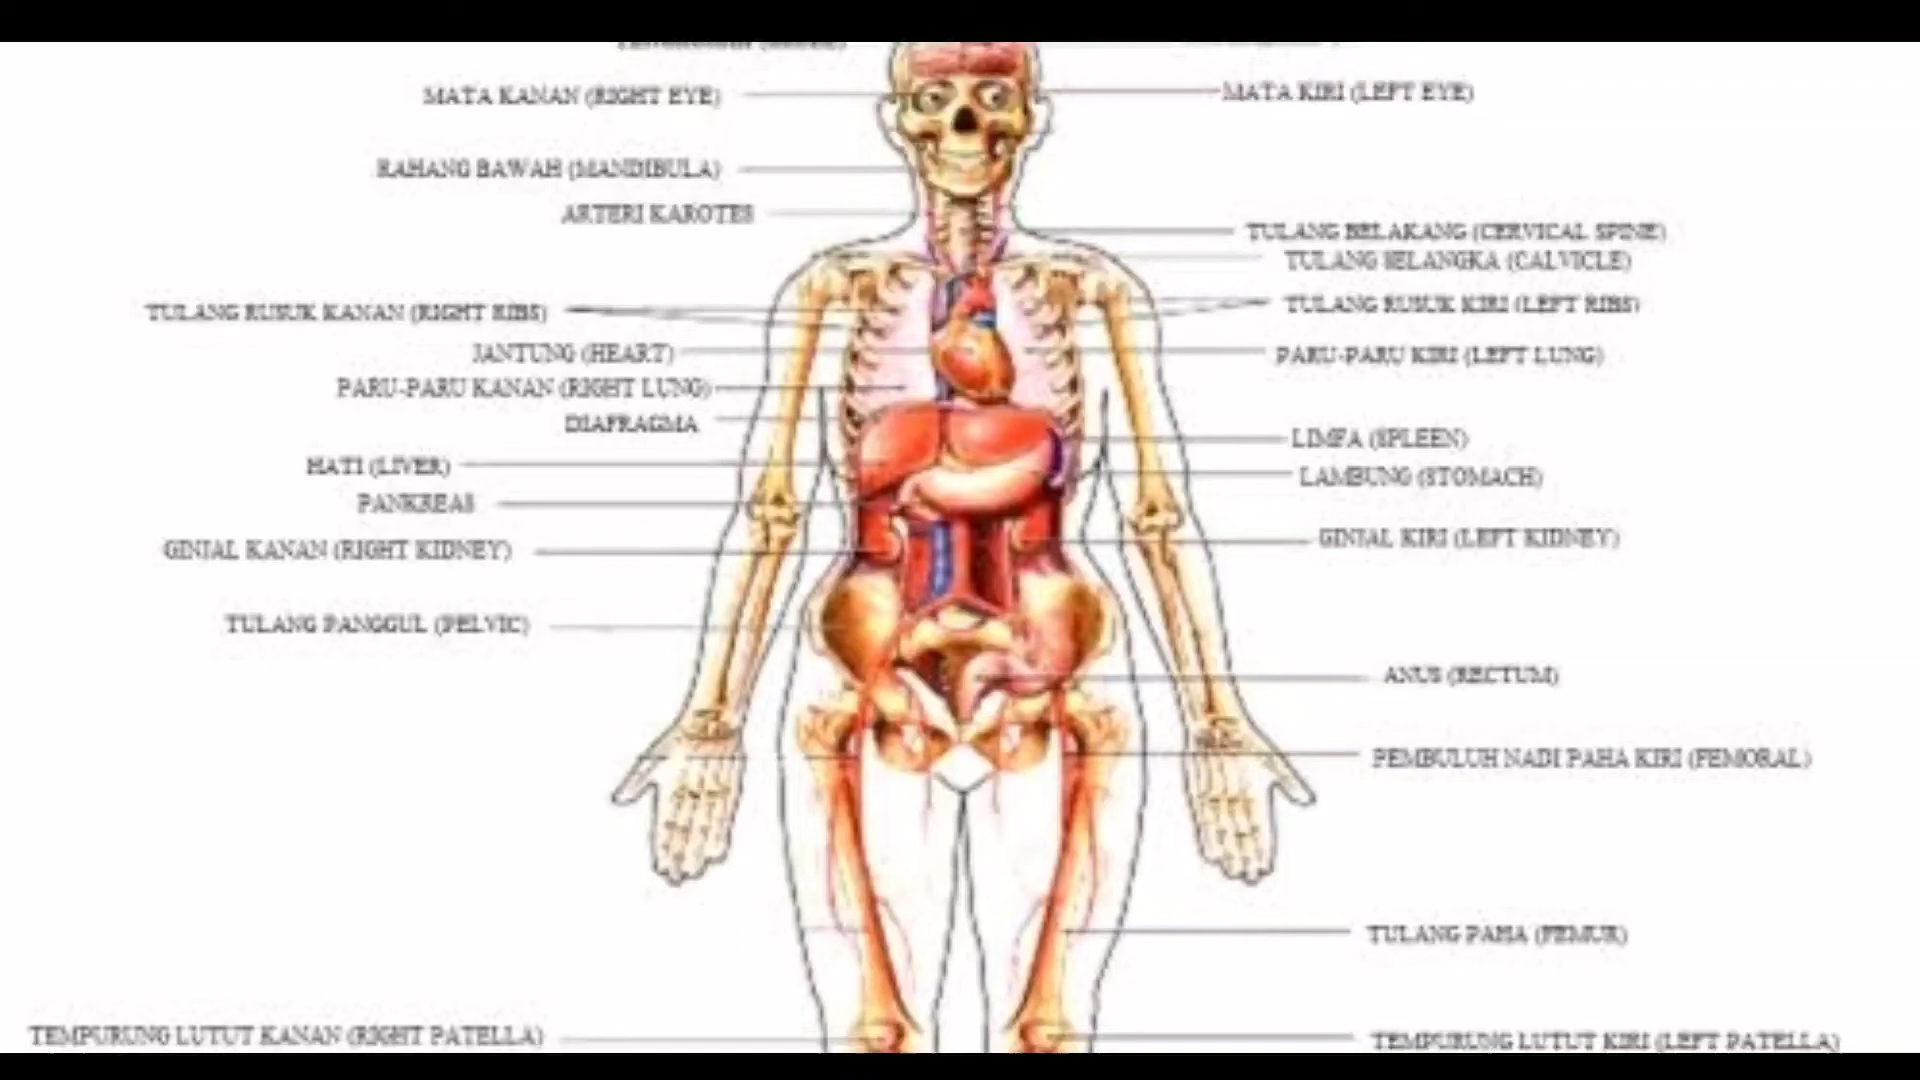 MATA KANAN (RIGHT EYE)
MATA KIRI (LEFT EYE)
RAHANG BAWAH (MANDIBULA)
ARTERI KAROTES
TULANG BELAKANG (CERVICAL SPINE)
TULANG SELANGKA (CALVICLE)
TULANG RUSUK KANAN (RIGHT RIBS)
TULANG RUSUK KIRI (LEFT RIBS)
JANTUNG (HEART)
PARU-PARU KIRI (LEFT LUNG)
PARU-PARU KANAN (RIGHT LUNG)
DIAFRAGMA
LIMFA (SPLEEN)
HATI (LIVER)
LAMBUNG (STOMACH)
PANKREAS
GINJAL KANAN (RIGHT KIDNEY)
GINJAL KIRI (LEFT KIDNEY)
TULANG PANGGUL (PELVIC)
ANUS (RECTUM)
PEMBULUH NADI PAHA KIRI (FEMORAL)
TULANG PAHA (FEMUR)
TEMPURUNG LUTUT KANAN (RIGHT PATELLA)
TEMPURUNG LUTUT KIRI (LEFT PATELLA)